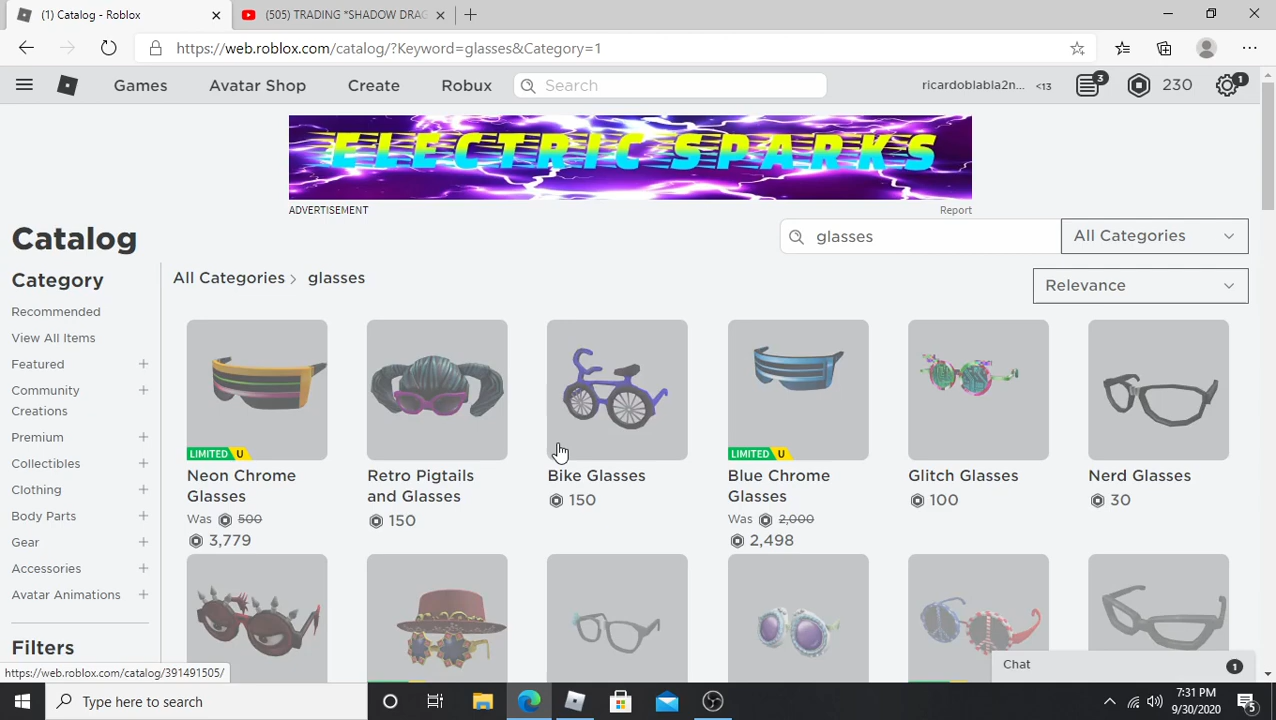 (1) Catalog - Roblox
(505) TRADING *SHADOW DRAG
https://web.roblox.com/catalog/?Keyword=glasses&Category=1
Games
Avatar Shop
Create
Robux
Search
ricardoblabla2n...
<13
3
230
1
ELECTRIC SPARKS
ADVERTISEMENT
Report
Catalog
glasses
All Categories
Category
All Categories > glasses
Relevance
Recommended
View All Items
Featured +
Community Creations +
Premium +
Collectibles +
Clothing +
Body Parts +
Gear +
Accessories +
Avatar Animations +
Filters
LIMITED U
Neon Chrome
Glasses
Was 500
3,779
Retro Pigtails
and Glasses
150
Bike Glasses
150
LIMITED U
Blue Chrome
Glasses
Was 2,000
2,498
Glitch Glasses
100
Nerd Glasses
30
https://web.roblox.com/catalog/391491505/
Chat
1
Type here to search
7:31 PM
9/30/2020
5